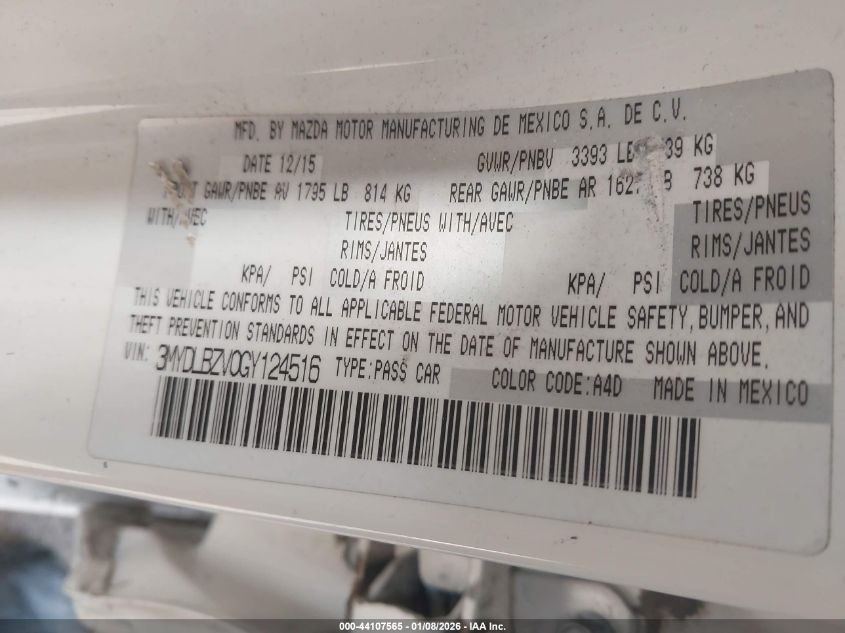 MFD. BY MAZDA MOTOR MANUFACTURING DE MEXICO S.A. DE C.V.
DATE 12/15 GVWR/PNBV 3393 LB 39 KG
GAWR/PNBE AV 1795 LB 814 KG REAR GAWR/PNBE AR 738 KG
WITH/AVEC TIRES/PNEUS WITH/AVEC TIRES/PNEUS
RIMS/JANTES RIMS/JANTES
KPA/ PSI COLD/A FROID KPA/ PSI COLD/A FROID
THIS VEHICLE CONFORMS TO ALL APPLICABLE FEDERAL MOTOR VEHICLE SAFETY, BUMPER, AND
THEFT PREVENTION STANDARDS IN EFFECT ON THE DATE OF MANUFACTURE SHOWN ABOVE.
VIN: 3MYDLBZV0GY124516 TYPE:PASS CAR COLOR CODE:A4D MADE IN MEXICO
000-44107565 - 01/08/2026 - IAA Inc.